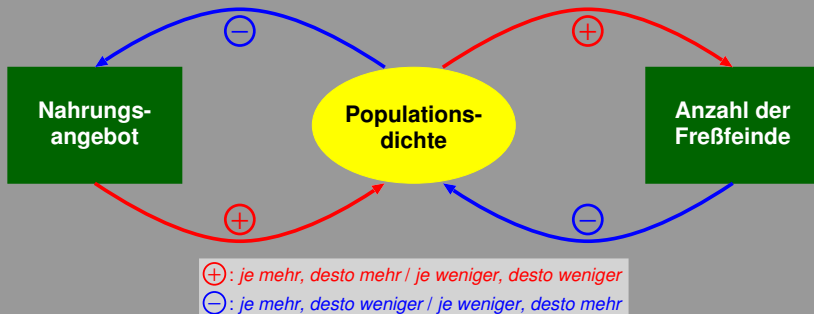 −
+
Nahrungs-
angebot
Populations-
dichte
Anzahl der
Freßfeinde
+
−
+: je mehr, desto mehr / je weniger, desto weniger
−: je mehr, desto weniger / je weniger, desto mehr